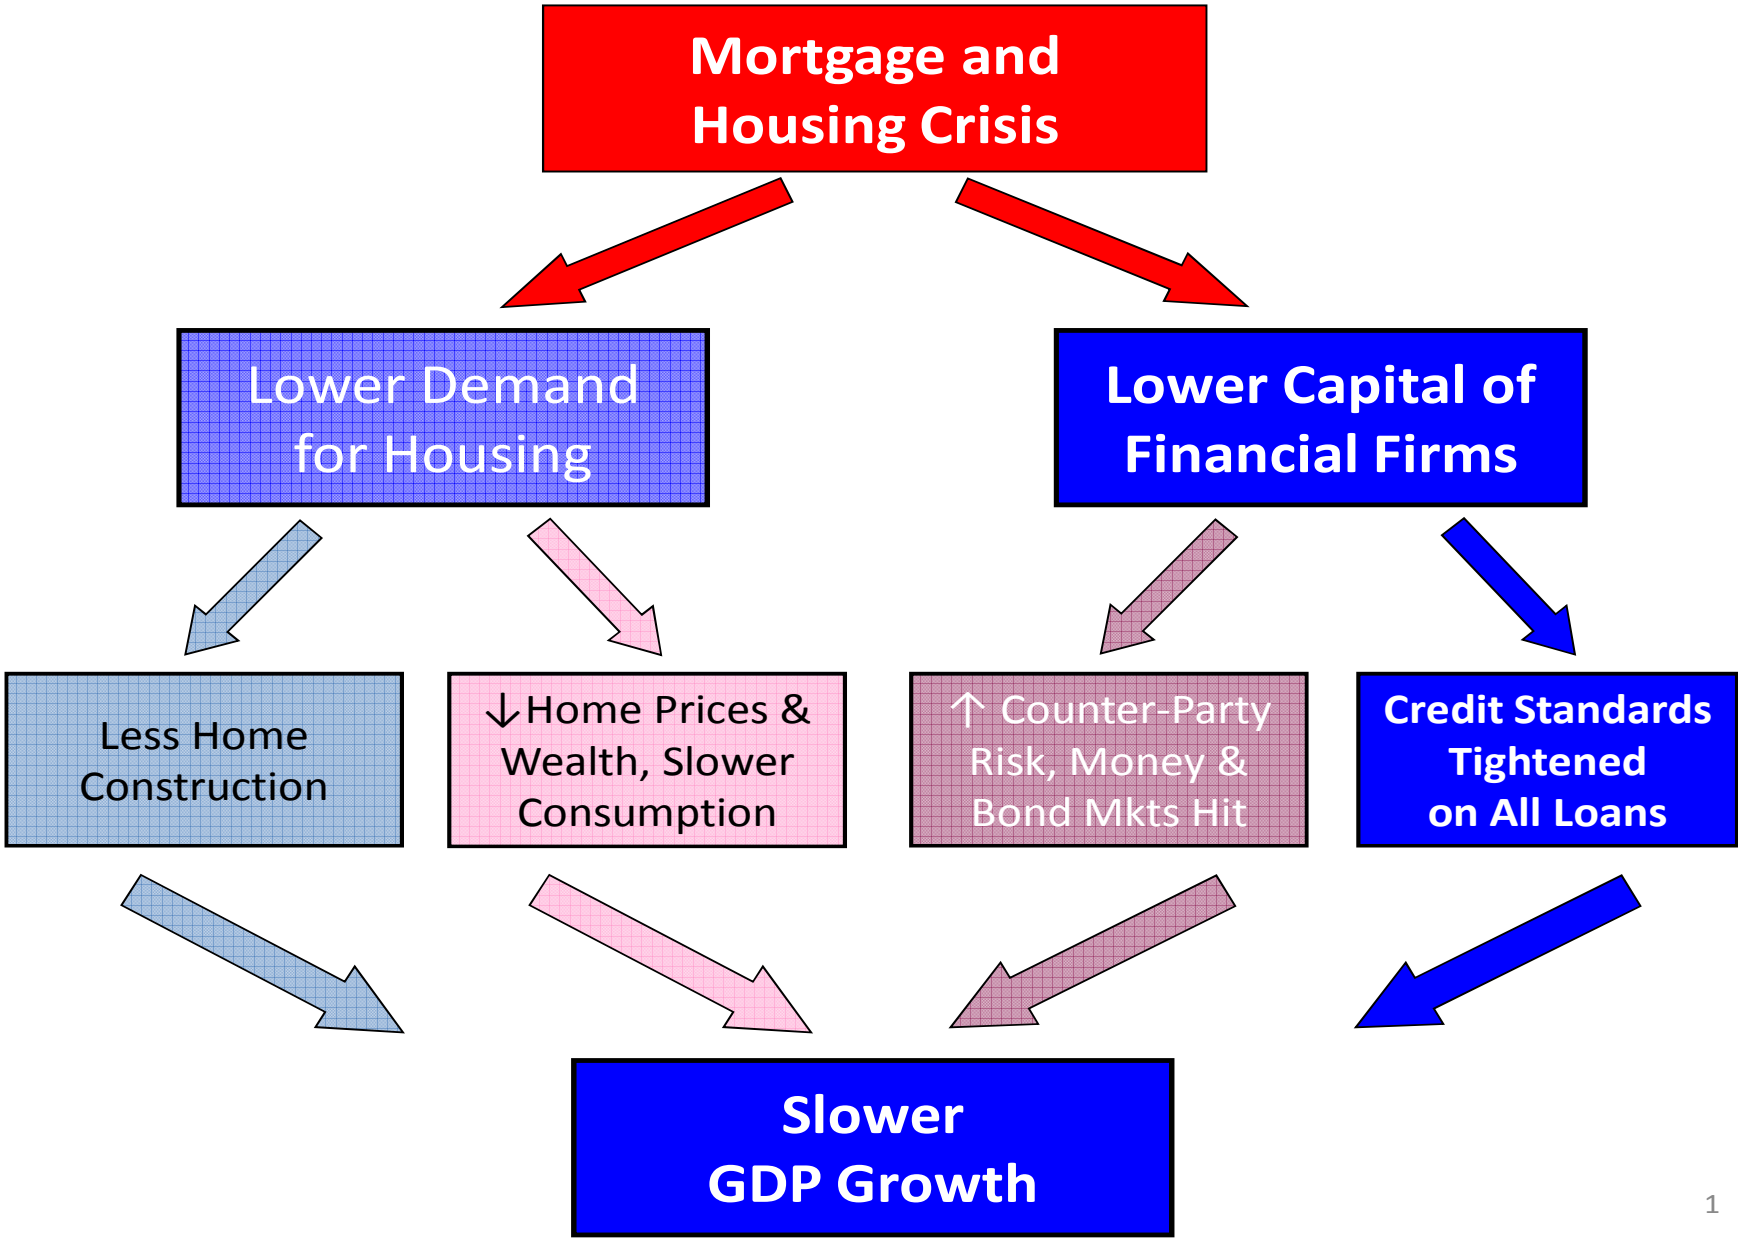 Mortgage and
Housing Crisis
Lower Demand
for Housing
Lower Capital of
Financial Firms
Less Home
Construction
↓Home Prices &
Wealth, Slower
Consumption
↑ Counter-Party
Risk, Money &
Bond Mkts Hit
Credit Standards
Tightened
on All Loans
Slower
GDP Growth
1